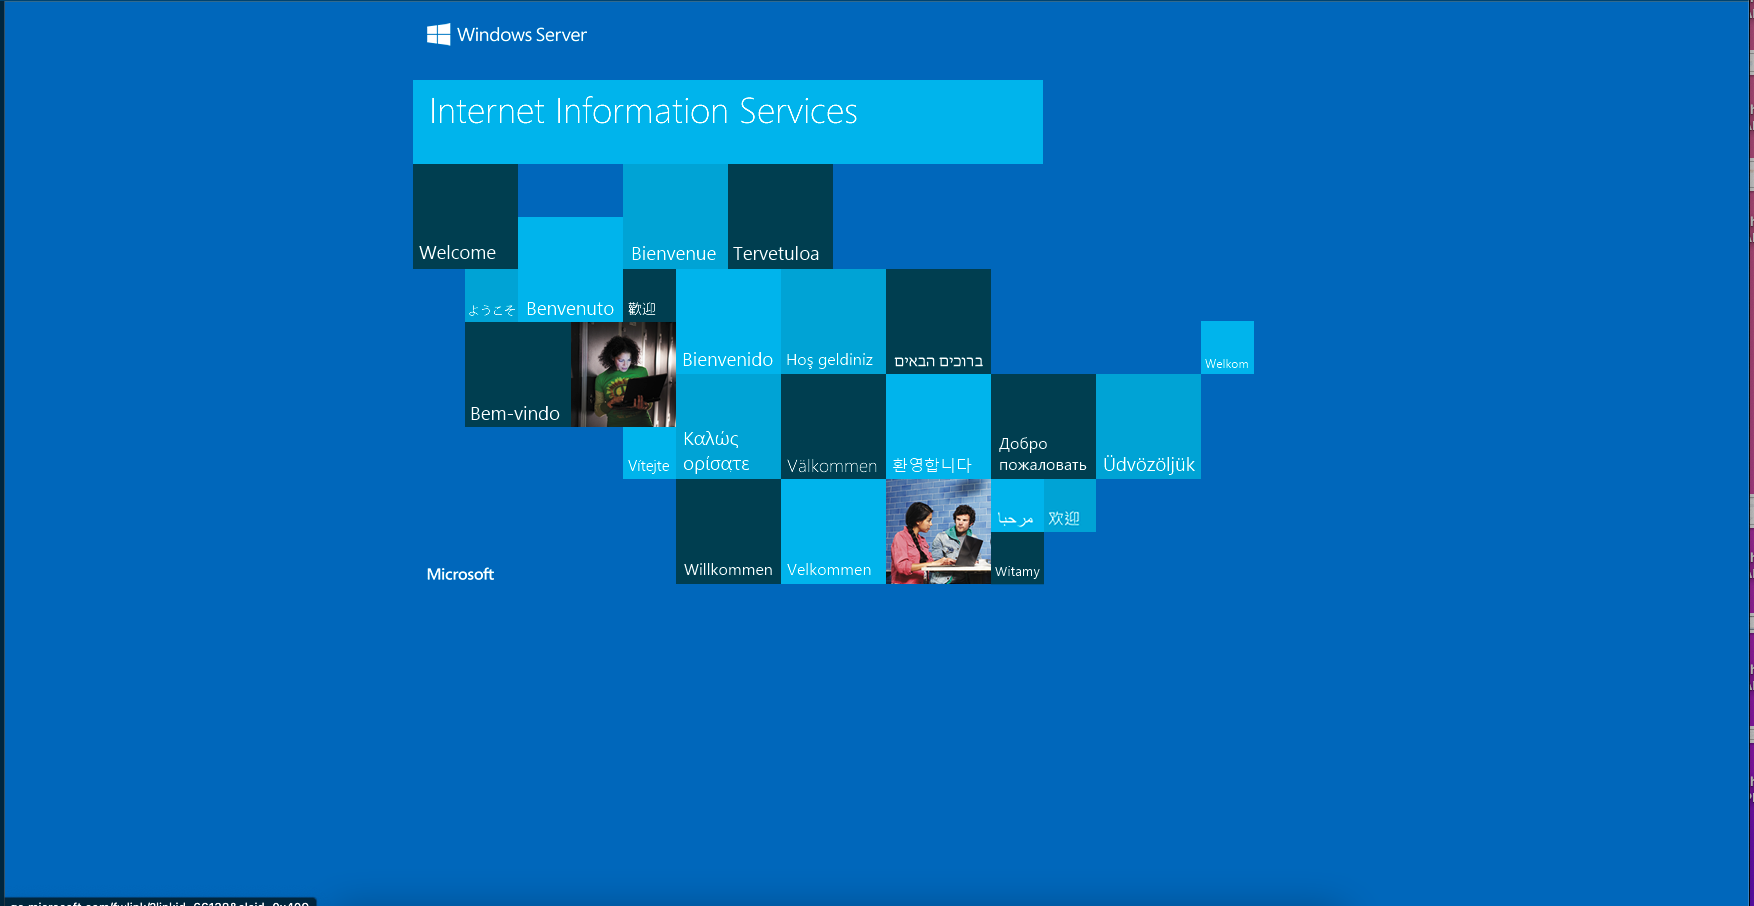 Windows Server
Internet Information Services
Welcome
Bienvenue
Tervetuloa
ようこそ
Benvenuto
歡迎
Bienvenido
Hoş geldiniz
ברוכים הבאים
Welkom
Bem-vindo
Vítejte
Καλώς
ορίσατε
Välkommen
환영합니다
Добро
пожаловать
Üdvözöljük
Microsoft
Willkommen
Velkommen
مرحبا
欢迎
Witamy